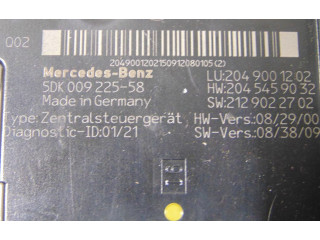 002
2049001202150912080105(2)
Mercedes-Benz LU:204 900 12 02
5DK 009 225-58 HW:204 545 90 32
Made in Germany SW:212 902 27 02
Type:Zentralsteuergerät HW-Vers.:08/29/00
Diagnostic-ID:01/21 SW-Vers.:08/38/09